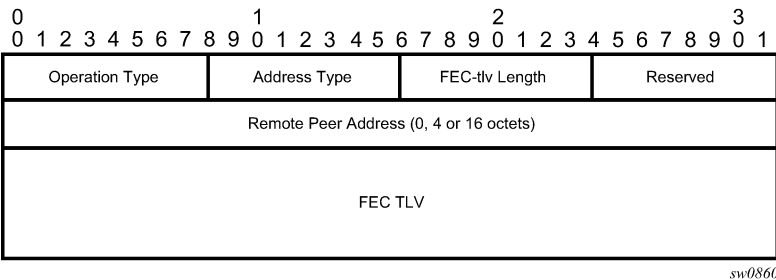 0 1 2 3
0 1 2 3 4 5 6 7 8 9 0 1 2 3 4 5 6 7 8 9 0 1 2 3 4 5 6 7 8 9 0 1
Operation Type Address Type FEC-tlv Length Reserved
Remote Peer Address (0, 4 or 16 octets)
FEC TLV
sw0860